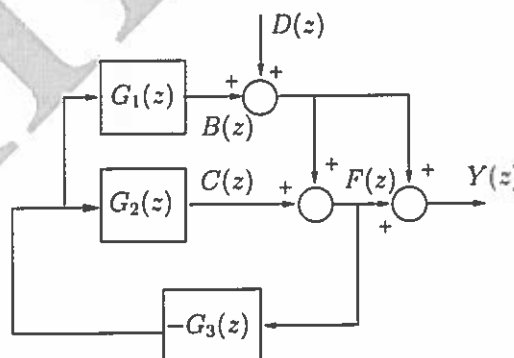 D(z)
+
G₁(z)
+
B(z)
+
+
C(z)
+
F(z)
Y(z)
G₂(z)
+
−G₃(z)